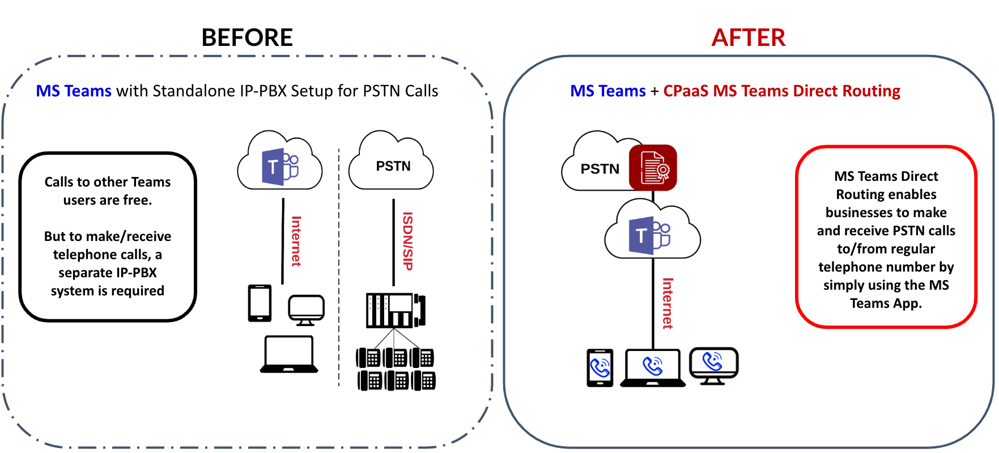 BEFORE
MS Teams with Standalone IP-PBX Setup for PSTN Calls
Calls to other Teams
users are free.
But to make/receive
telephone calls, a
separate IP-PBX
system is required
T
Internet
PSTN
ISDN/SIP
AFTER
MS Teams + CPaaS MS Teams Direct Routing
PSTN
T
Internet
MS Teams Direct
Routing enables
businesses to make
and receive PSTN calls
to/from regular
telephone number by
simply using the MS
Teams App.